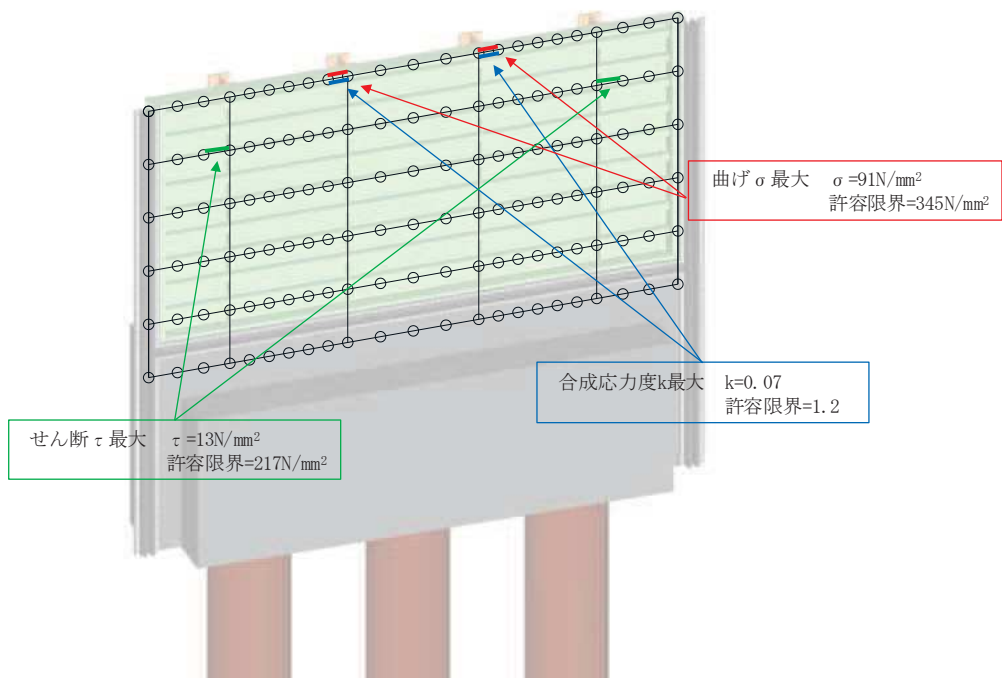 曲げσ最大 σ=91N/mm²
許容限界=345N/mm²
合成応力度k最大 k=0.07
許容限界=1.2
せん断τ最大 τ=13N/mm²
許容限界=217N/mm²